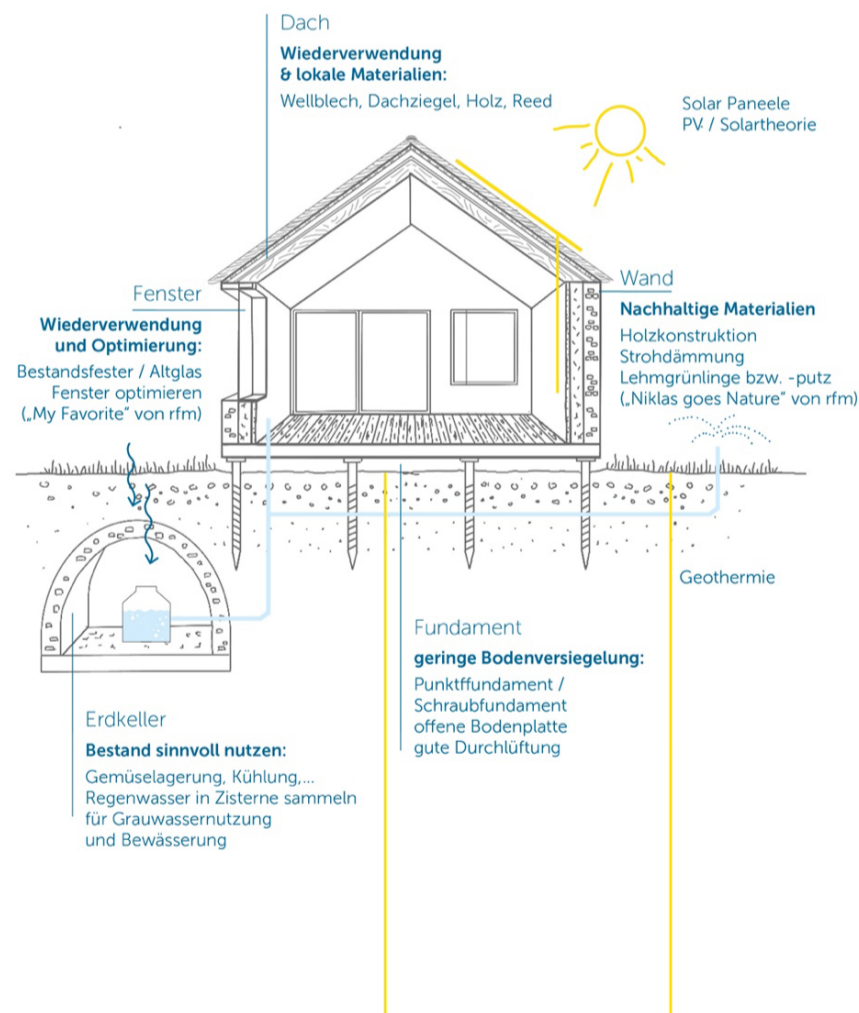 Dach
Wiederverwendung
& lokale Materialien:
Wellblech, Dachziegel, Holz, Reed
Solar Paneele
PV / Solartheorie
Fenster
Wiederverwendung
und Optimierung:
Bestandsfester / Altglas
Fenster optimieren
(„My Favorite“ von rfm)
Wand
Nachhaltige Materialien
Holzkonstruktion
Strohdämmung
Lehmgrünlinge bzw. -putz
(„Niklas goes Nature“ von rfm)
Geothermie
Fundament
geringe Bodenversiegelung:
Punktffundament /
Schraubfundament
offene Bodenplatte
gute Durchlüftung
Erdkeller
Bestand sinnvoll nutzen:
Gemüselagerung, Kühlung,...
Regenwasser in Zisterne sammeln
für Grauwassernutzung
und Bewässerung